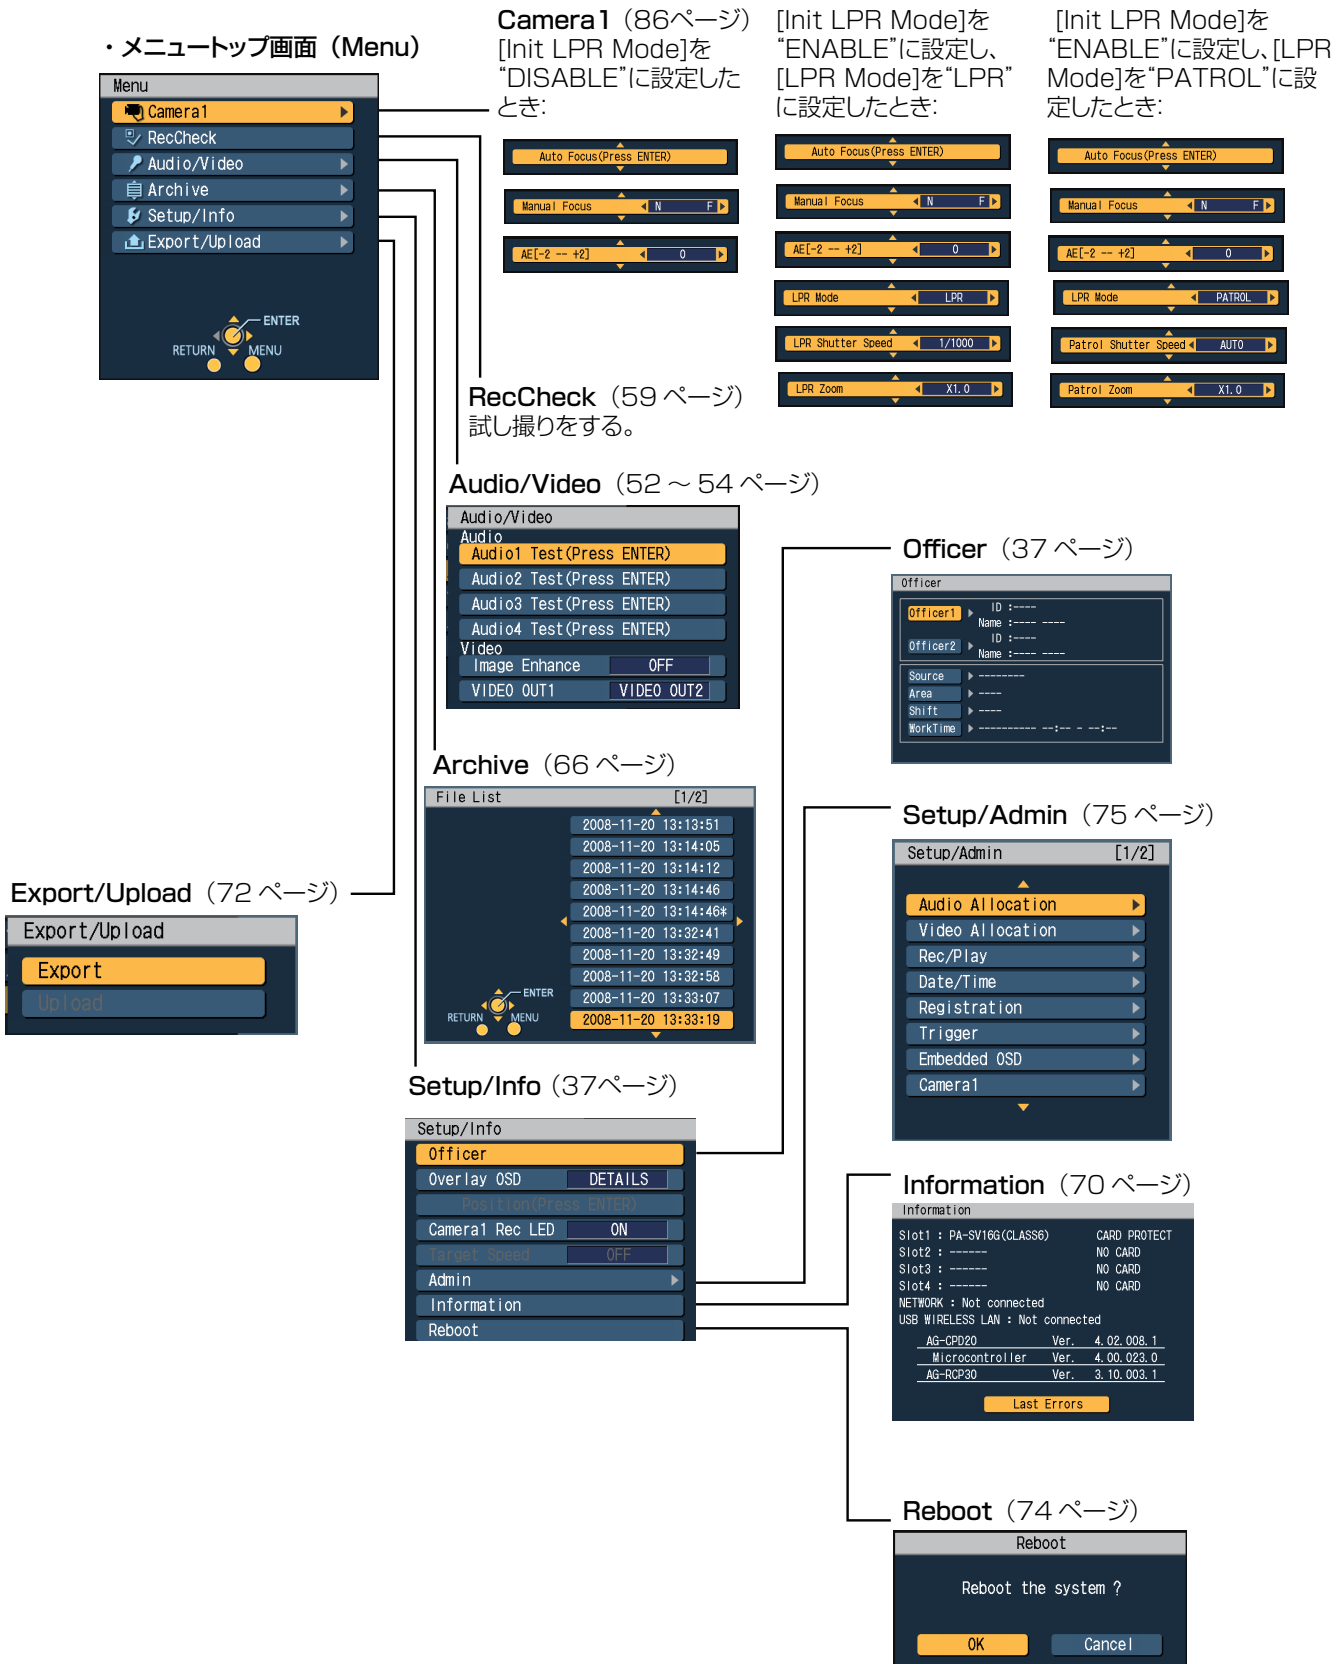 ・メニュートップ画面（Menu）
Menu
Camera1
RecCheck
Audio/Video
Archive
Setup/Info
Export/Upload
ENTER
RETURN
MENU
Camera1（86ページ）
[Init LPR Mode]を
“DISABLE”に設定した
とき:
Auto Focus(Press ENTER)
Manual Focus N F
AE[-2 -- +2] 0
[Init LPR Mode]を
“ENABLE”に設定し、
[LPR Mode]を“LPR”
に設定したとき:
Auto Focus(Press ENTER)
Manual Focus N F
AE[-2 -- +2] 0
LPR Mode LPR
LPR Shutter Speed 1/1000
LPR Zoom X1.0
[Init LPR Mode]を
“ENABLE”に設定し、[LPR
Mode]を“PATROL”に設
定したとき:
Auto Focus(Press ENTER)
Manual Focus N F
AE[-2 -- +2] 0
LPR Mode PATROL
Patrol Shutter Speed AUTO
Patrol Zoom X1.0
RecCheck（59 ページ）
試し撮りをする。
Audio/Video（52 ～ 54 ページ）
Audio/Video
Audio
Audio1 Test(Press ENTER)
Audio2 Test(Press ENTER)
Audio3 Test(Press ENTER)
Audio4 Test(Press ENTER)
Video
Image Enhance OFF
VIDEO OUT1 VIDEO OUT2
Officer（37 ページ）
Officer
Officer1 ID :----
Name :---- ----
Officer2 ID :----
Name :---- ----
Source --------
Area ----
Shift ----
WorkTime ---------- --:-- - --:--
Archive（66 ページ）
File List [1/2]
2008-11-20 13:13:51
2008-11-20 13:14:05
2008-11-20 13:14:12
2008-11-20 13:14:46
2008-11-20 13:14:46*
2008-11-20 13:32:41
2008-11-20 13:32:49
2008-11-20 13:32:58
2008-11-20 13:33:07
2008-11-20 13:33:19
ENTER
RETURN
MENU
Setup/Admin（75 ページ）
Setup/Admin [1/2]
Audio Allocation
Video Allocation
Rec/Play
Date/Time
Registration
Trigger
Embedded OSD
Camera1
Export/Upload（72 ページ）
Export/Upload
Export
Upload
Setup/Info（37ページ）
Setup/Info
Officer
Overlay OSD DETAILS
Position(Press ENTER)
Camera1 Rec LED ON
Target Speed OFF
Admin
Information
Reboot
Information（70 ページ）
Information
Slot1 : PA-SV16G(CLASS6) CARD PROTECT
Slot2 : ------ NO CARD
Slot3 : ------ NO CARD
Slot4 : ------ NO CARD
NETWORK : Not connected
USB WIRELESS LAN : Not connected
AG-CPD20 Ver. 4.02.008.1
Microcontroller Ver. 4.00.023.0
AG-RCP30 Ver. 3.10.003.1
Last Errors
Reboot（74 ページ）
Reboot
Reboot the system ?
OK Cancel